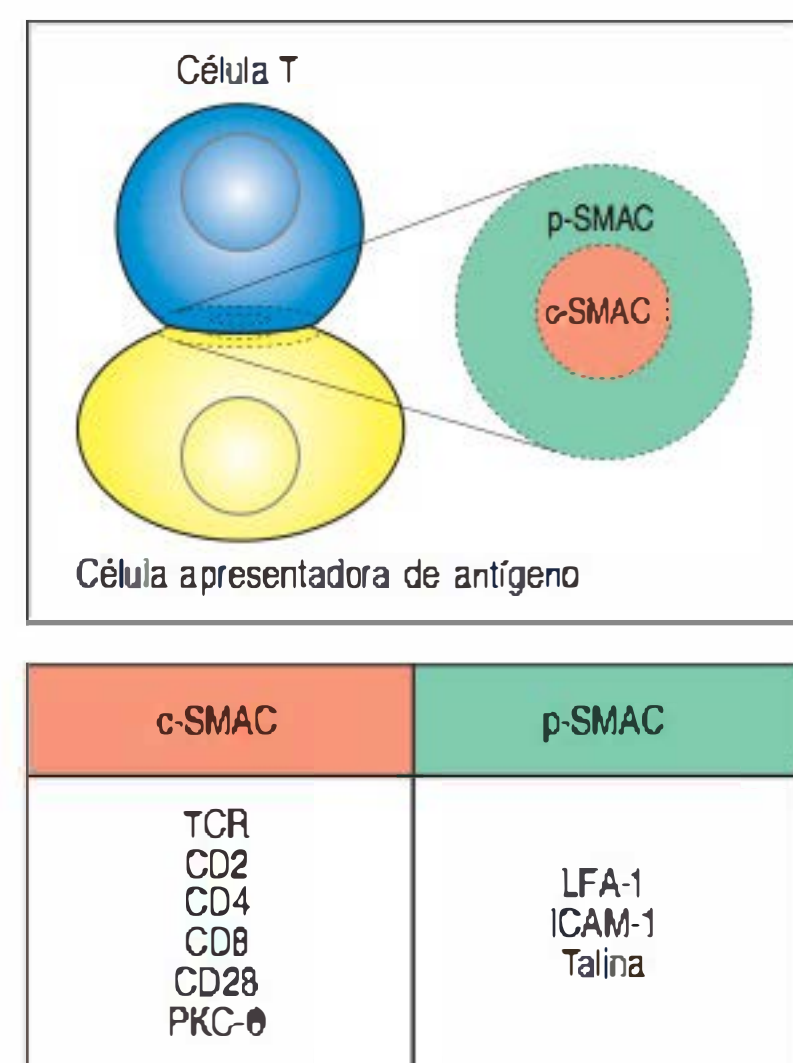 Célula T
p-SMAC
c-SMAC
Célula apresentadora de antígeno
c-SMAC
p-SMAC
TCR
CD2
CD4
CD8
CD28
PKC-θ
LFA-1
ICAM-1
Talina